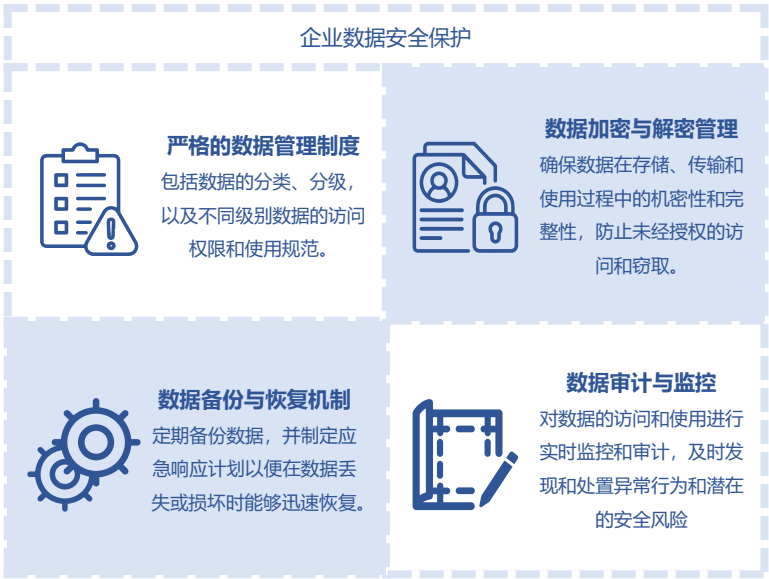 企业数据安全保护
严格的数据管理制度
包括数据的分类、分级，
以及不同级别数据的访问
权限和使用规范。
数据加密与解密管理
确保数据在存储、传输和
使用过程中的机密性和完
整性，防止未经授权的访
问和窃取。
数据备份与恢复机制
定期备份数据，并制定应
急响应计划以便在数据丢
失或损坏时能够迅速恢复。
数据审计与监控
对数据的访问和使用进行
实时监控和审计，及时发
现和处置异常行为和潜在
的安全风险